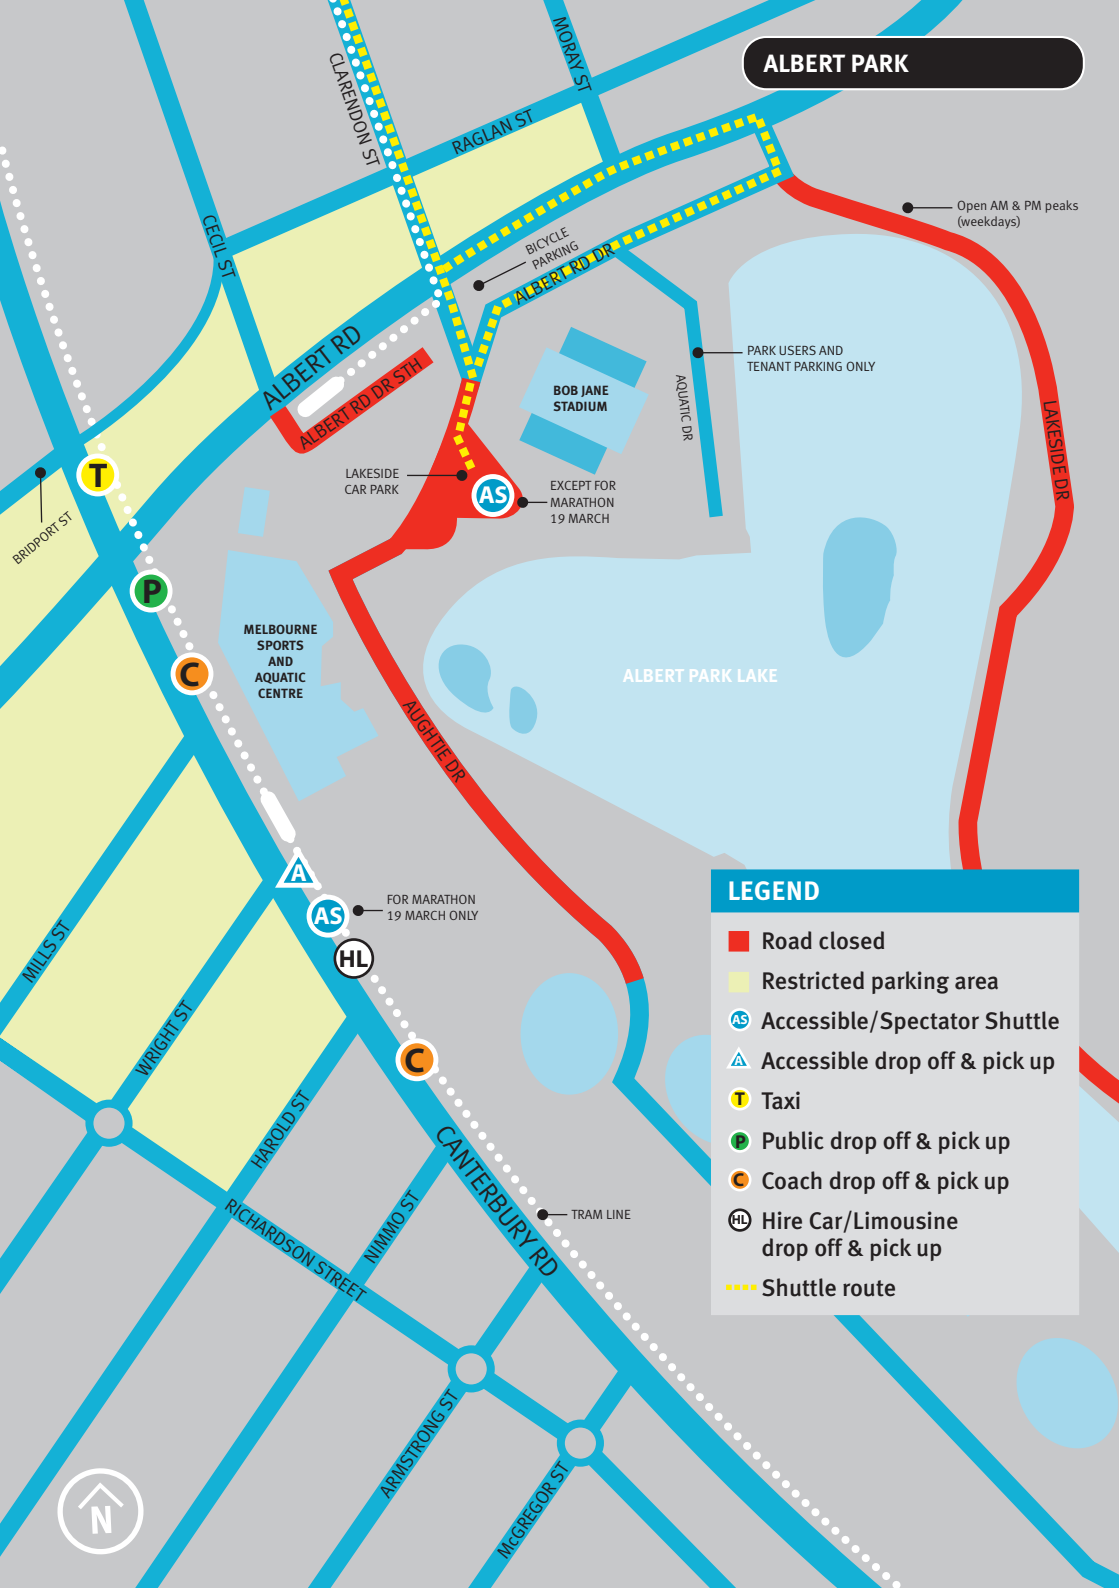 ALBERT PARK
MORAY ST
CLARENDON ST
RAGLAN ST
CECIL ST
Open AM & PM peaks
(weekdays)
BICYCLE
PARKING
ALBERT RD DR
ALBERT RD
ALBERT RD DR STH
PARK USERS AND
TENANT PARKING ONLY
AQUATIC DR
BOB JANE
STADIUM
LAKESIDE DR
LAKESIDE
CAR PARK
AS
EXCEPT FOR
MARATHON
19 MARCH
T
BRIDPORT ST
P
C
MELBOURNE
SPORTS
AND
AQUATIC
CENTRE
ALBERT PARK LAKE
AUGHTIE DR
A
AS
FOR MARATHON
19 MARCH ONLY
HL
MILLS ST
WRIGHT ST
HAROLD ST
C
CANTERBURY RD
NIMMO ST
RICHARDSON STREET
TRAM LINE
ARMSTRONG ST
McGREGOR ST
N
LEGEND
Road closed
Restricted parking area
AS Accessible/Spectator Shuttle
A Accessible drop off & pick up
T Taxi
P Public drop off & pick up
C Coach drop off & pick up
HL Hire Car/Limousine
drop off & pick up
Shuttle route